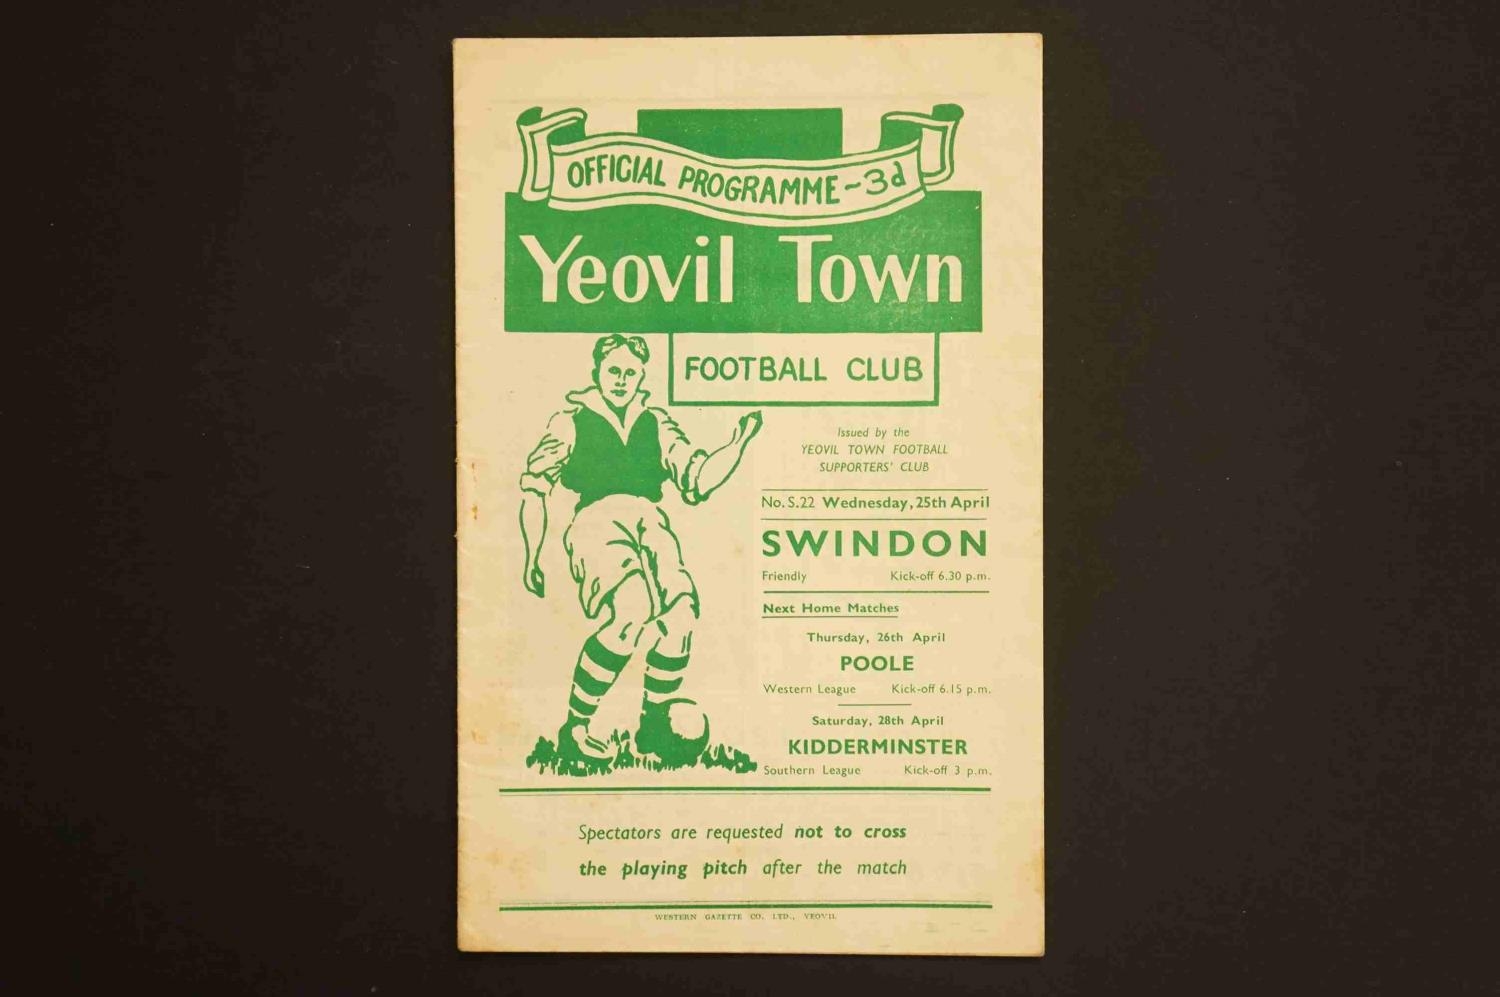 OFFICIAL PROGRAMME - 3d
Yeovil Town
FOOTBALL CLUB
Issued by the
YEOVIL TOWN FOOTBALL
SUPPORTERS' CLUB
No. S.22 Wednesday, 25th April
SWINDON
Friendly Kick-off 6.30 p.m.
Next Home Matches
Thursday, 26th April
POOLE
Western League Kick-off 6.15 p.m.
Saturday, 28th April
KIDDERMINSTER
Southern League Kick-off 3 p.m.
Spectators are requested not to cross
the playing pitch after the match
WESTERN GAZETTE CO. LTD., YEOVIL